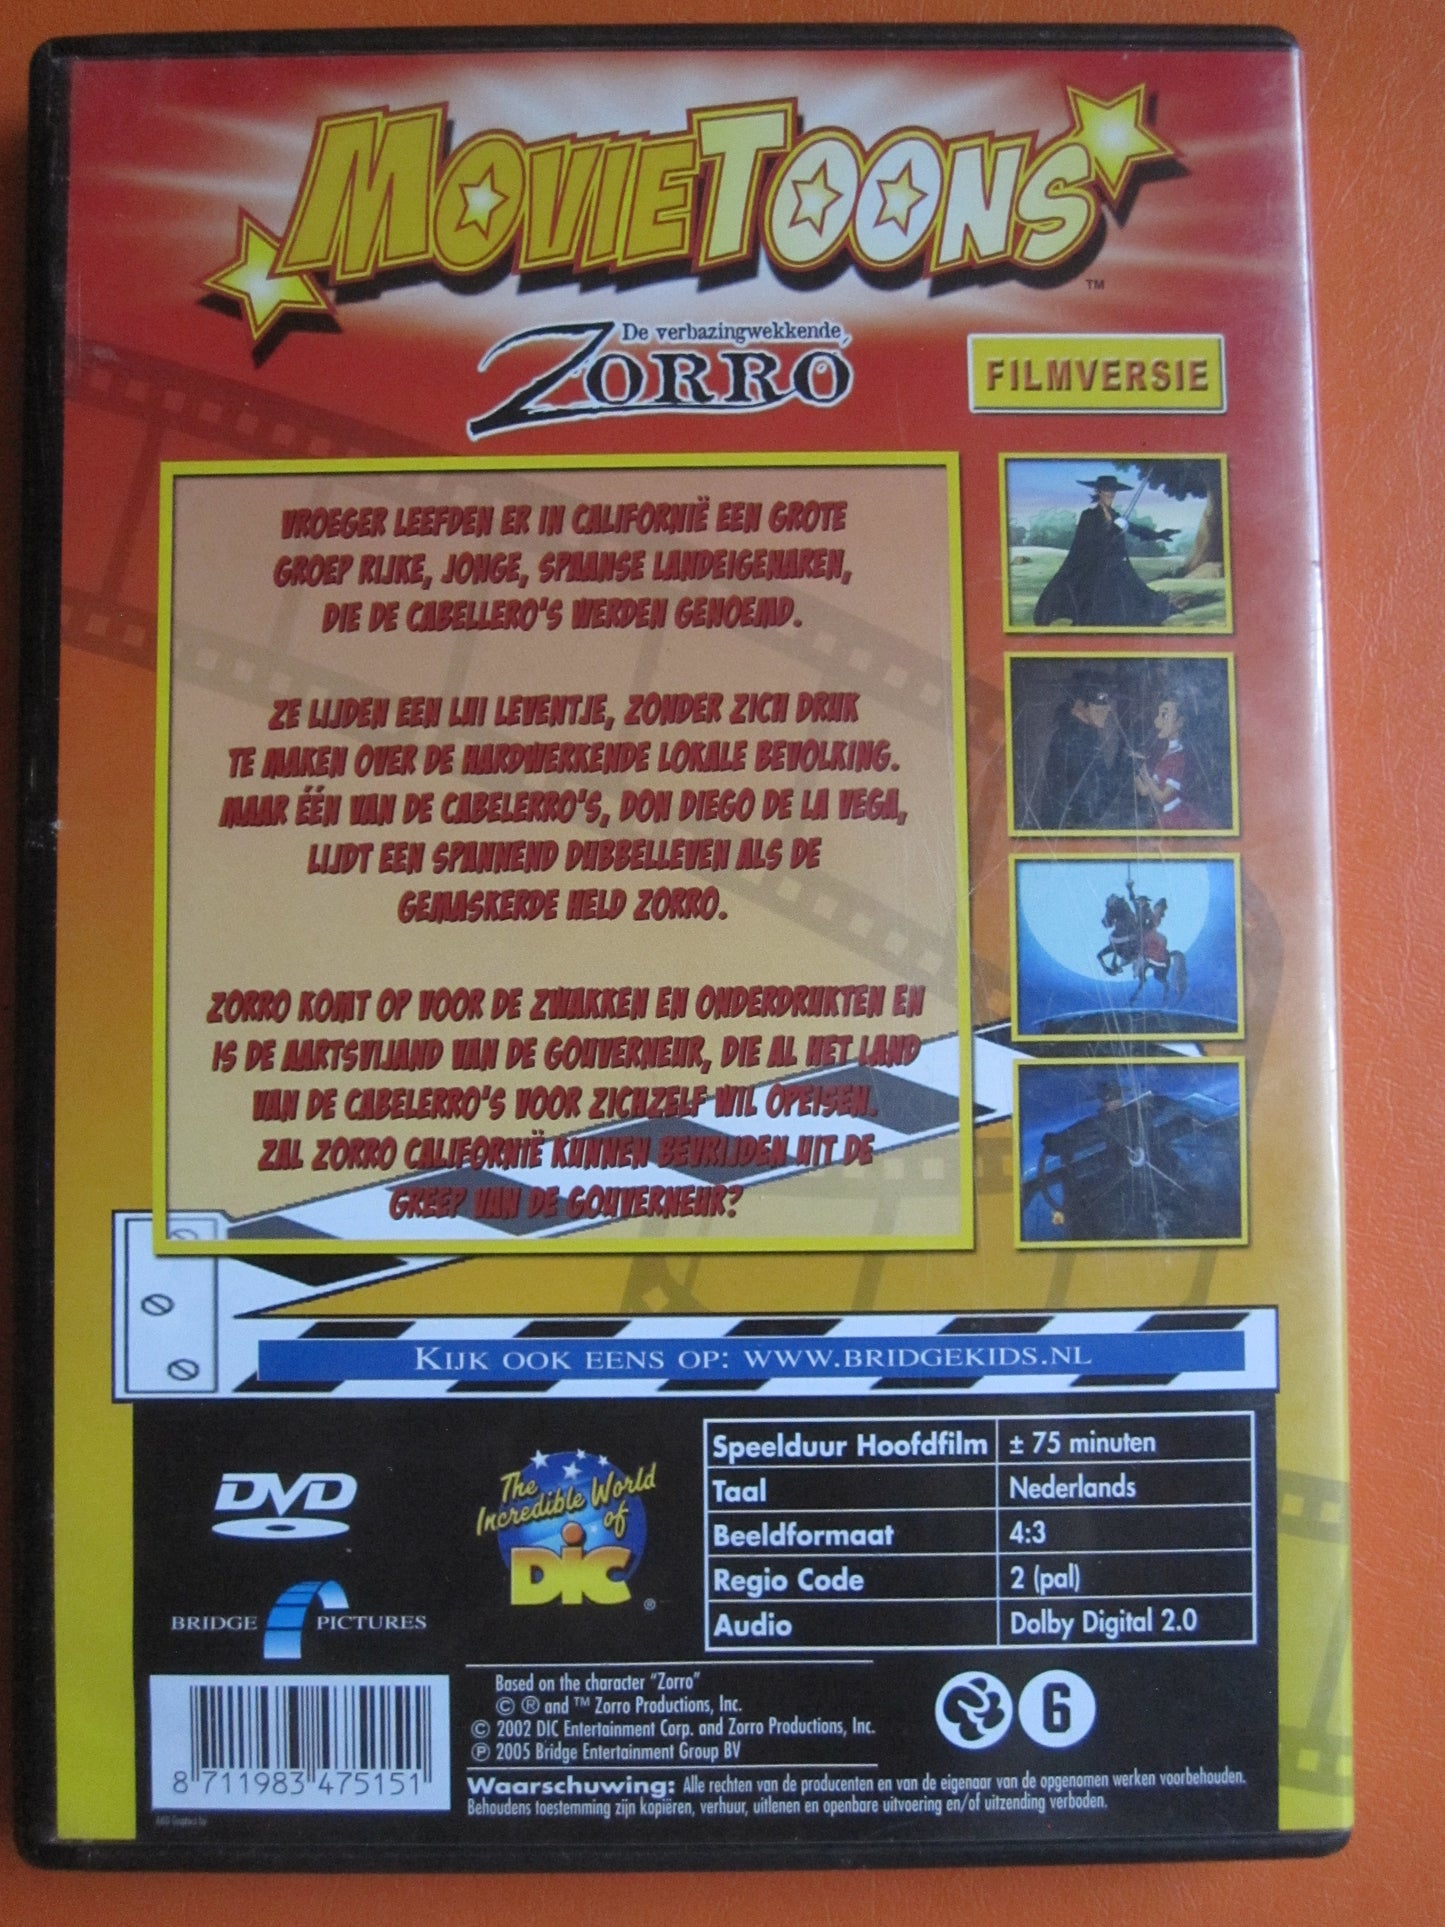 MOVIETOONS
TM
De verbazingwekkende
ZORRO
FILMVERSIE
VROEGER LEEFDEN ER IN CALIFORNIË EEN GROTE
GROEP RIJKE, JONGE, SPAANSE LANDEIGENAREN,
DIE DE CABELLERO'S WERDEN GENOEMD.
ZE LIJDEN EEN LUI LEVENTJE, ZONDER ZICH DRUK
TE MAKEN OVER DE HARDWERKENDE LOKALE BEVOLKING.
MAAR ÉÉN VAN DE CABELERRO'S, DON DIEGO DE LA VEGA,
LIJDT EEN SPANNEND DUBBELLEVEN ALS DE
GEMASKERDE HELD ZORRO.
ZORRO KOMT OP VOOR DE ZWAKKEN EN ONDERDRUKTEN EN
IS DE AARTSVIJAND VAN DE GOUVERNEUR, DIE AL HET LAND
VAN DE CABELERRO'S VOOR ZICHZELF WIL OPEISEN.
ZAL ZORRO CALIFORNIË KUNNEN BEVRIJDEN UIT DE
GREEP VAN DE GOUVERNEUR?
KIJK OOK EENS OP: WWW.BRIDGEKIDS.NL
DVD
The
Incredible World
of
DIC
®
BRIDGE PICTURES
Speelduur Hoofdfilm ± 75 minuten
Taal Nederlands
Beeldformaat 4:3
Regio Code 2 (pal)
Audio Dolby Digital 2.0
Based on the character "Zorro"
© ® and ™ Zorro Productions, Inc.
© 2002 DIC Entertainment Corp. and Zorro Productions, Inc.
℗ 2005 Bridge Entertainment Group BV
6
8 711983 475151
Waarschuwing: Alle rechten van de producenten en van de eigenaar van de opgenomen werken voorbehouden.
Behoudens toestemming zijn kopiëren, verhuur, uitlenen en openbare uitvoering en/of uitzending verboden.